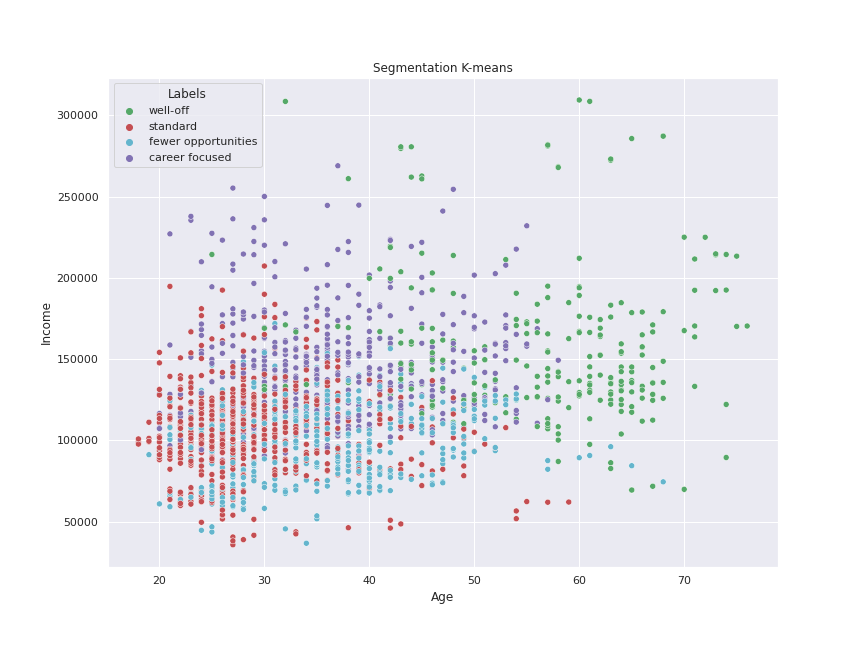 Segmentation K-means
Labels
well-off
standard
fewer opportunities
career focused
300000
250000
200000
150000
100000
50000
Income
20 30 40 50 60 70
Age